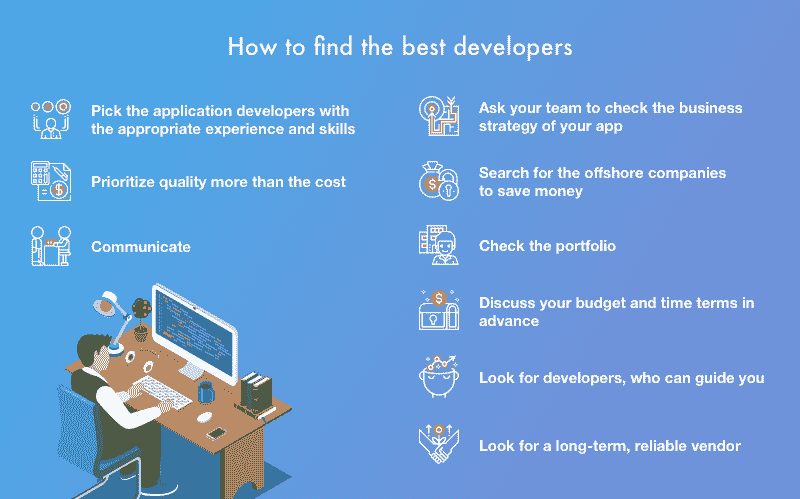 How to find the best developers
Pick the application developers with
the appropriate experience and skills
Prioritize quality more than the cost
Communicate
Ask your team to check the business
strategy of your app
Search for the offshore companies
to save money
Check the portfolio
Discuss your budget and time terms in
advance
Look for developers, who can guide you
Look for a long-term, reliable vendor